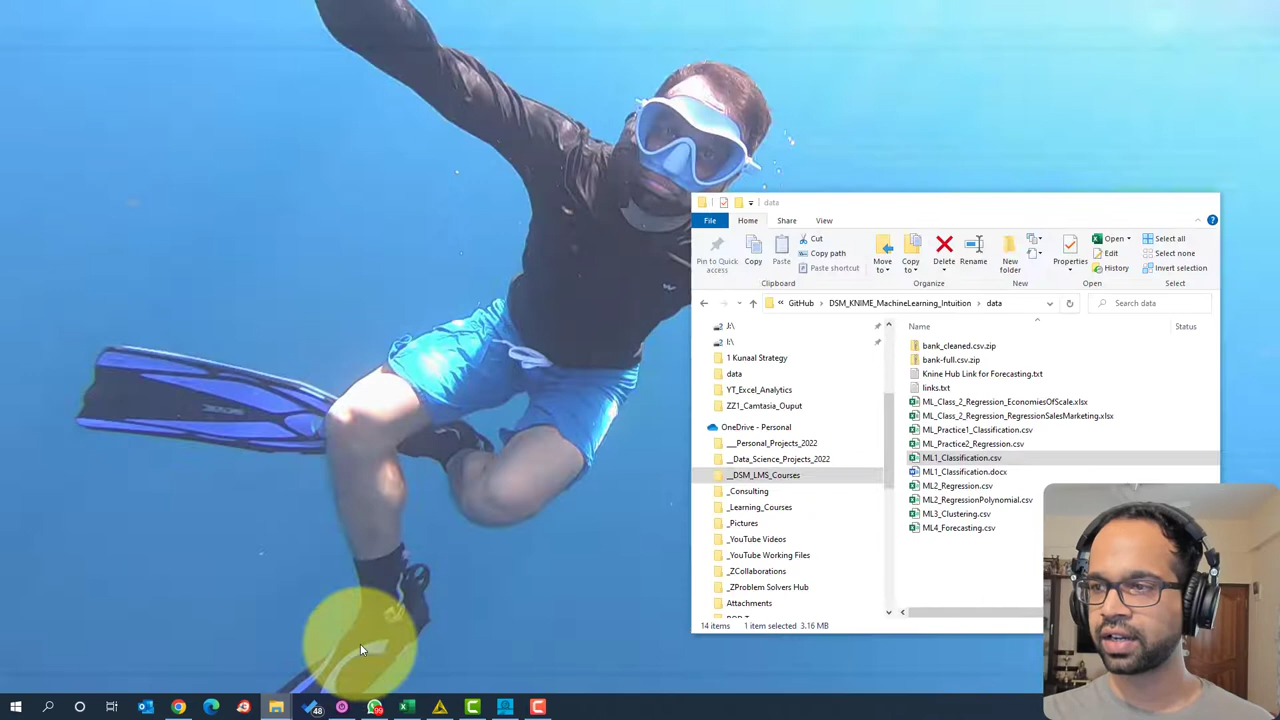 data
File
Home
Share
View
Pin to Quick access
Copy
Paste
Cut
Copy path
Paste shortcut
Move to
Copy to
Delete
Rename
New folder
Properties
Open
Edit
History
Select all
Select none
Invert selection
Clipboard
Organize
New
Open
Select
« GitHub > DSM_KNIME_MachineLearning_Intuition > data
Search data
J:\
I:\
1 Kunaal Strategy
data
YT_Excel_Analytics
ZZ1_Camtasia_Ouput
OneDrive - Personal
___Personal_Projects_2022
__Data_Science_Projects_2022
__DSM_LMS_Courses
_Consulting
_Learning_Courses
_Pictures
_YouTube Videos
_YouTube Working Files
_ZCollaborations
_ZProblem Solvers Hub
Attachments
Name
Status
bank_cleaned.csv.zip
bank-full.csv.zip
Knine Hub Link for Forecasting.txt
links.txt
ML_Class_2_Regression_EconomiesOfScale.xlsx
ML_Class_2_Regression_RegressionSalesMarketing.xlsx
ML_Practice1_Classification.csv
ML_Practice2_Regression.csv
ML1_Classification.csv
ML1_Classification.docx
ML2_Regression.csv
ML2_RegressionPolynomial.csv
ML3_Clustering.csv
ML4_Forecasting.csv
14 items
1 item selected 3.16 MB
48
99